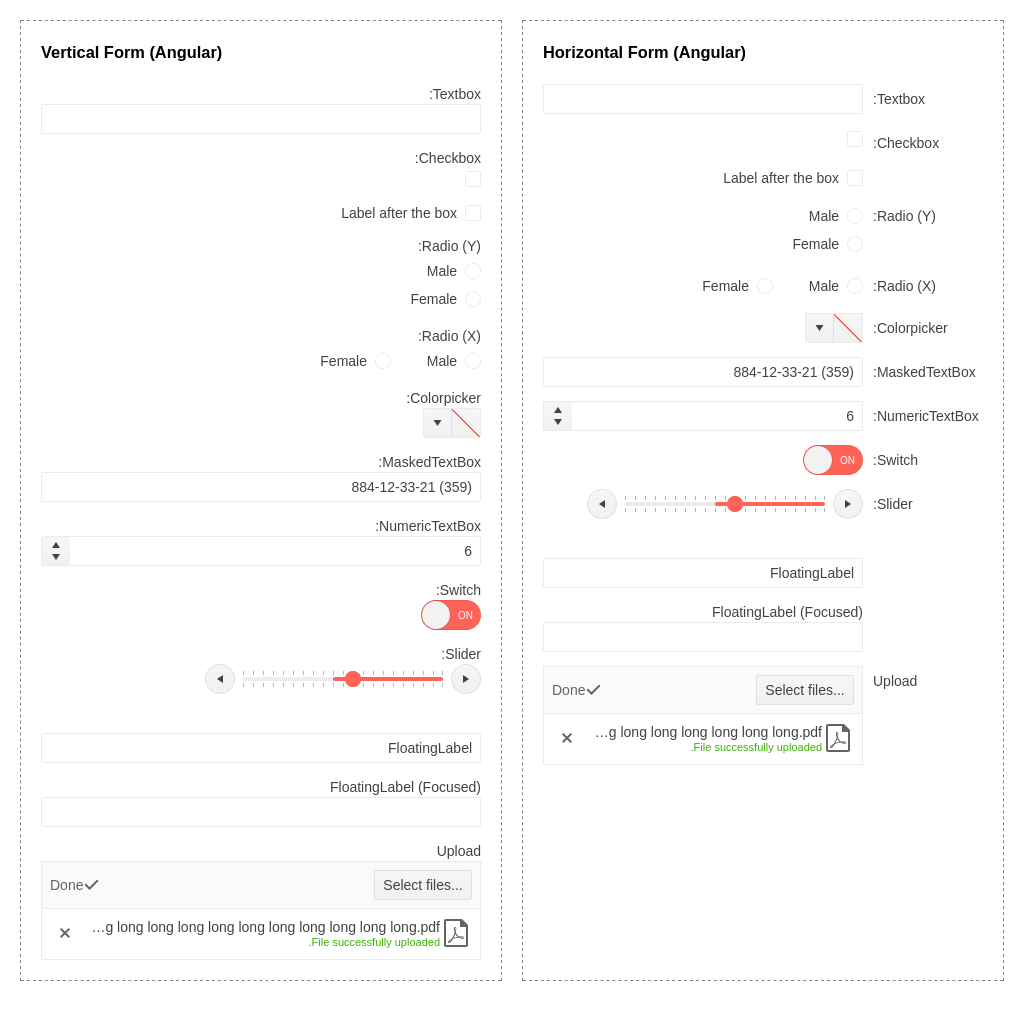 Vertical Form (Angular)
:Textbox
:Checkbox
Label after the box
:Radio (Y)
Male
Female
:Radio (X)
Female Male
:Colorpicker
:MaskedTextBox
884-12-33-21 (359)
:NumericTextBox
6
:Switch
ON
:Slider
FloatingLabel
FloatingLabel (Focused)
Upload
Done Select files...
...g long long long long long long long long long long.pdf
.File successfully uploaded
Horizontal Form (Angular)
:Textbox
:Checkbox
Label after the box
Male :Radio (Y)
Female
Female Male :Radio (X)
:Colorpicker
884-12-33-21 (359) :MaskedTextBox
6 :NumericTextBox
ON :Switch
:Slider
FloatingLabel
FloatingLabel (Focused)
Upload
Done Select files...
...g long long long long long long.pdf
.File successfully uploaded